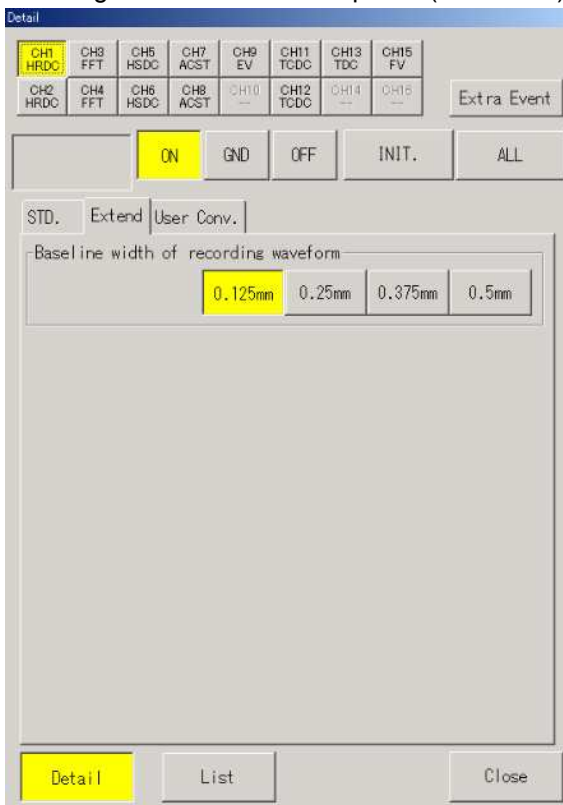 Detail
CH1 CH3 CH5 CH7 CH9 CH11 CH13 CH15
HRDC FFT HSDC ACST EV TCDC TDC FV
CH2 CH4 CH6 CH8 CH10 CH12 CH14 CH16
HRDC FFT HSDC ACST -- TCDC -- --
Extra Event
ON GND OFF INIT. ALL
STD. Extend User Conv.
Baseline width of recording waveform
0.125mm 0.25mm 0.375mm 0.5mm
Detail List Close